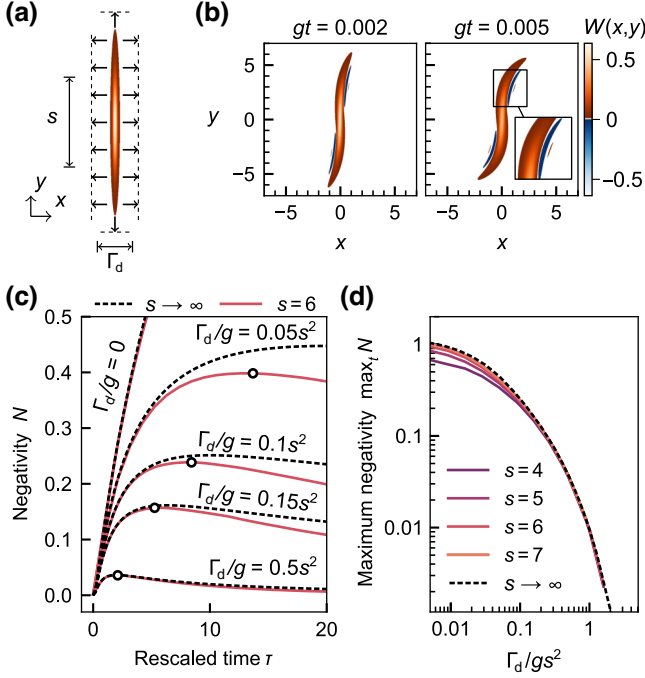 (a)
s
y
x
Γd
(b)
gt = 0.002
gt = 0.005
W(x,y)
y
5
0
−5
−5
0
5
−5
0
5
x
x
0.5
0
−0.5
(c)
s → ∞
s = 6
Γd/g = 0
Γd/g = 0.05s²
Γd/g = 0.1s²
Γd/g = 0.15s²
Γd/g = 0.5s²
Negativity N
0.5
0.4
0.3
0.2
0.1
0.0
0
10
20
Rescaled time τ
(d)
Maximum negativity maxₜ N
1
0.1
0.01
s = 4
s = 5
s = 6
s = 7
s → ∞
0.01
0.1
1
Γd/gs²